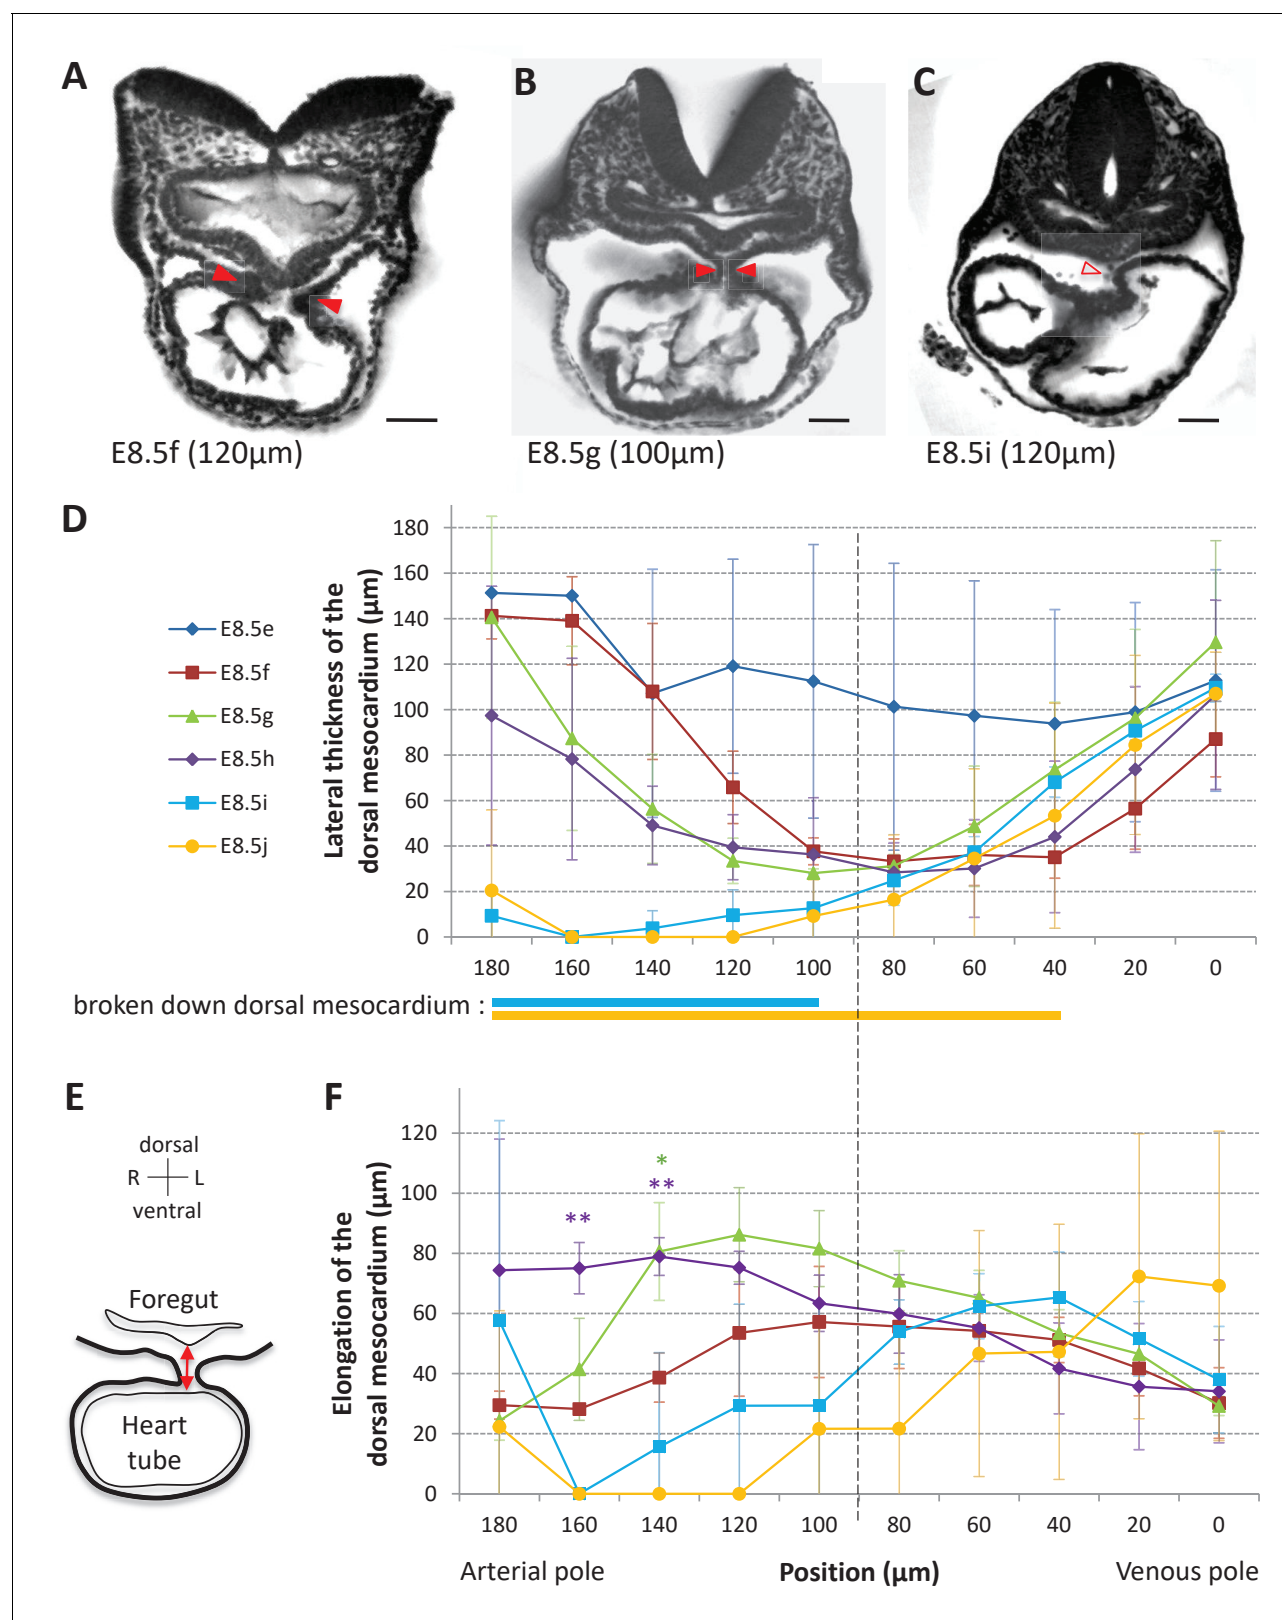 A
B
C
E8.5f (120µm)
E8.5g (100µm)
E8.5i (120µm)
D
Lateral thickness of the
dorsal mesocardium (µm)
180
160
140
120
100
80
60
40
20
0
E8.5e
E8.5f
E8.5g
E8.5h
E8.5i
E8.5j
180 160 140 120 100 80 60 40 20 0
broken down dorsal mesocardium :
E
dorsal
R L
ventral
Foregut
Heart
tube
F
Elongation of the
dorsal mesocardium (µm)
120
100
80
60
40
20
0
*
**
**
180 160 140 120 100 80 60 40 20 0
Arterial pole Position (µm) Venous pole